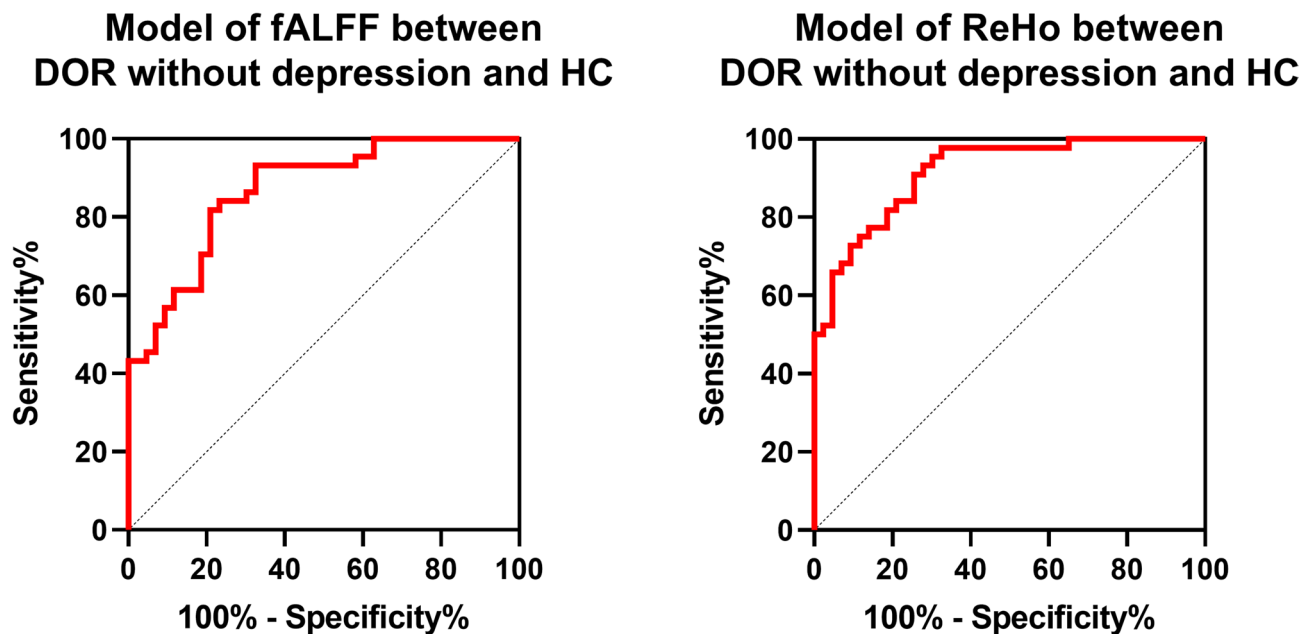 Model of fALFF between
DOR without depression and HC
Sensitivity%
100
80
60
40
20
0
0 20 40 60 80 100
100% - Specificity%
Model of ReHo between
DOR without depression and HC
Sensitivity%
100
80
60
40
20
0
0 20 40 60 80 100
100% - Specificity%